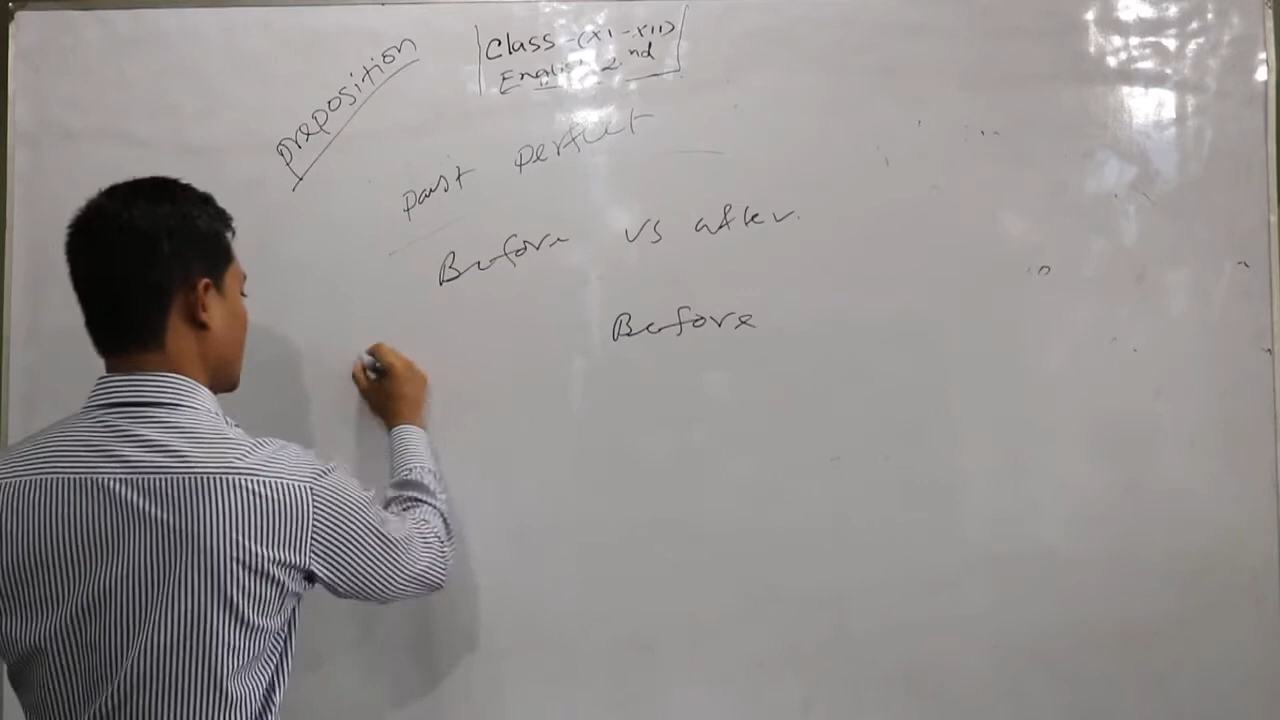 preposition
Class-(XI-XII)
English 2nd
past perfect
Before vs after.
Before